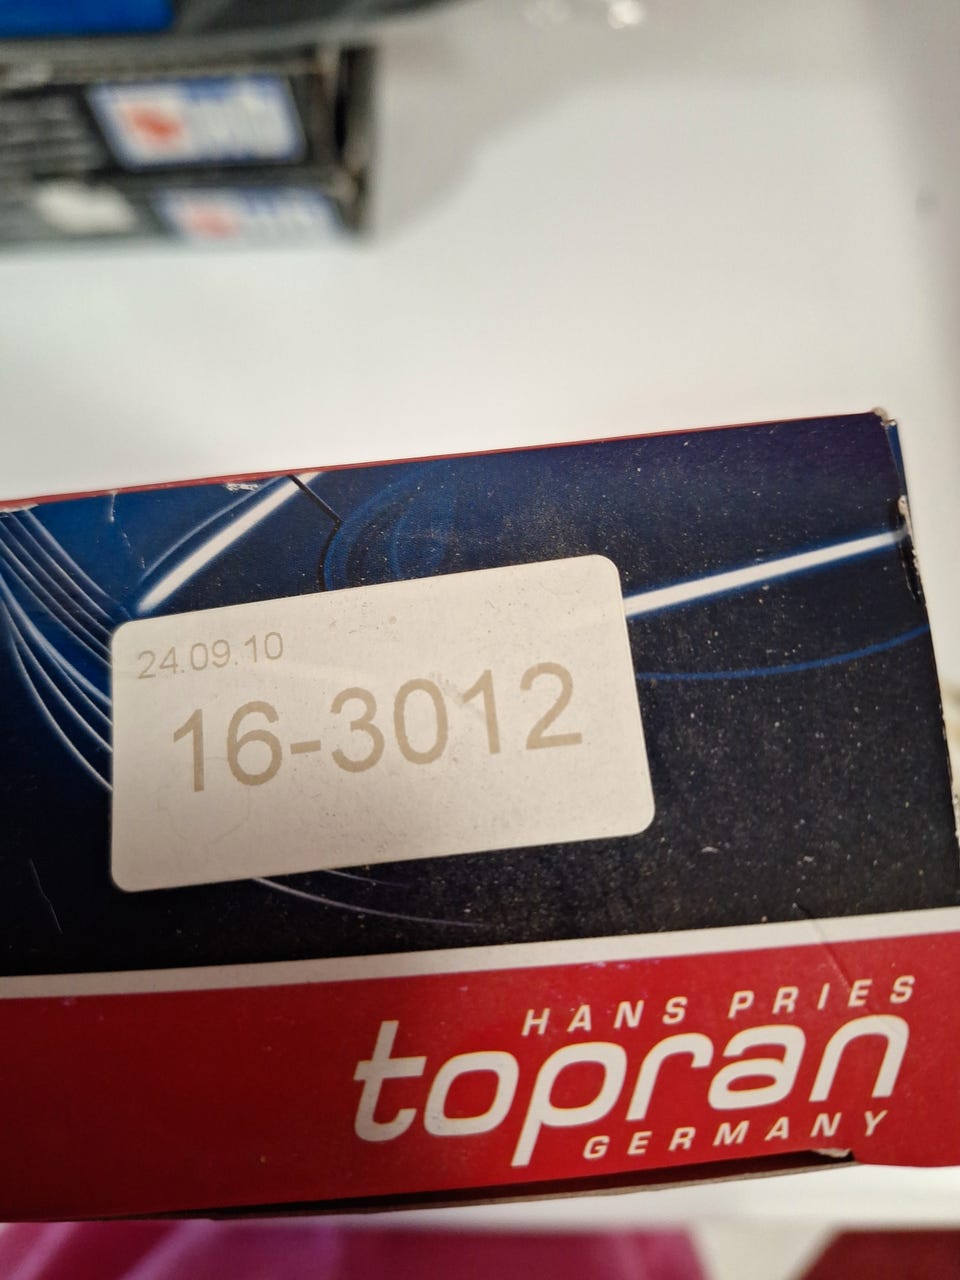 24.09.10
16-3012
HANS PRIES
topran
GERMANY